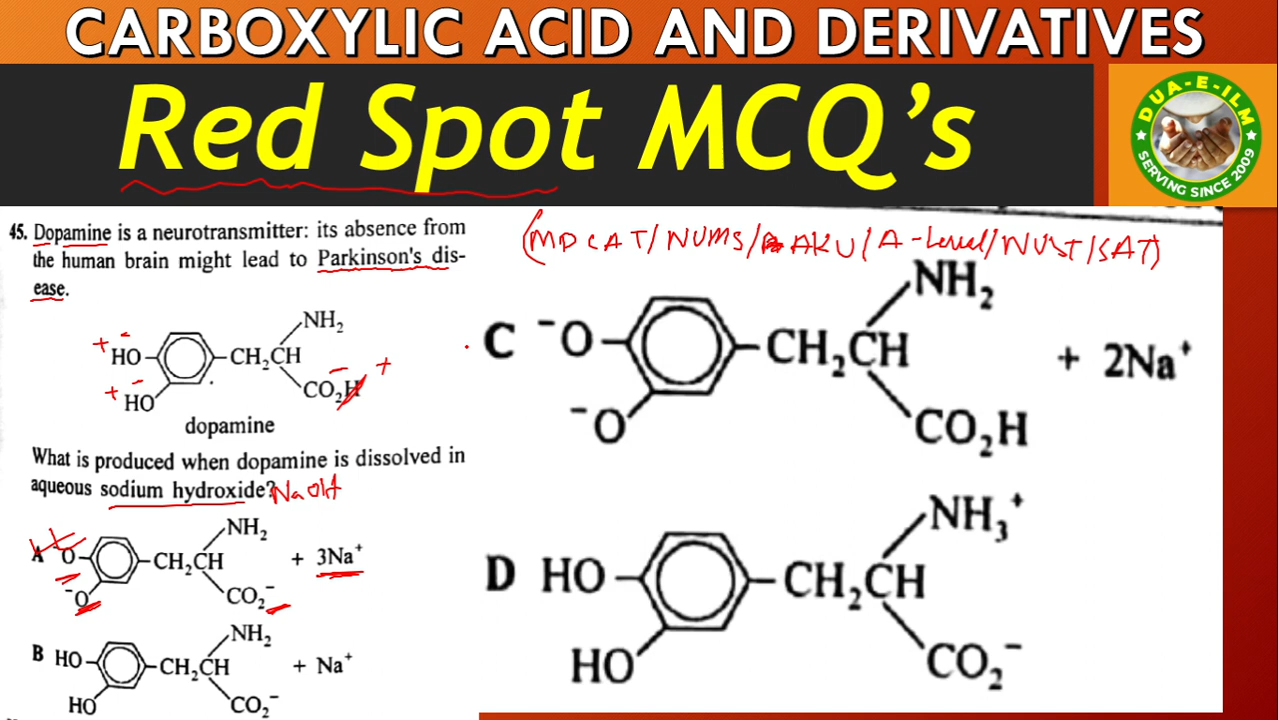 CARBOXYLIC ACID AND DERIVATIVES
Red Spot MCQ's
DUA-E-ILM
SERVING SINCE 2009
45. Dopamine is a neurotransmitter: its absence from
the human brain might lead to Parkinson's dis-
ease.
NH₂
+ -
HO
CH₂CH
+ -
HO
CO₂H
- +
dopamine
What is produced when dopamine is dissolved in
aqueous sodium hydroxide? NaOH
NH₂
A ⁻O
CH₂CH
+ 3Na⁺
⁻O
CO₂⁻
NH₂
B HO
CH₂CH
+ Na⁺
HO
CO₂⁻
(MDCAT/NUMS/AKU/A-Level/NUST/SAT)
NH₂
C ⁻O
CH₂CH
+ 2Na⁺
⁻O
CO₂H
NH₃⁺
D HO
CH₂CH
HO
CO₂⁻